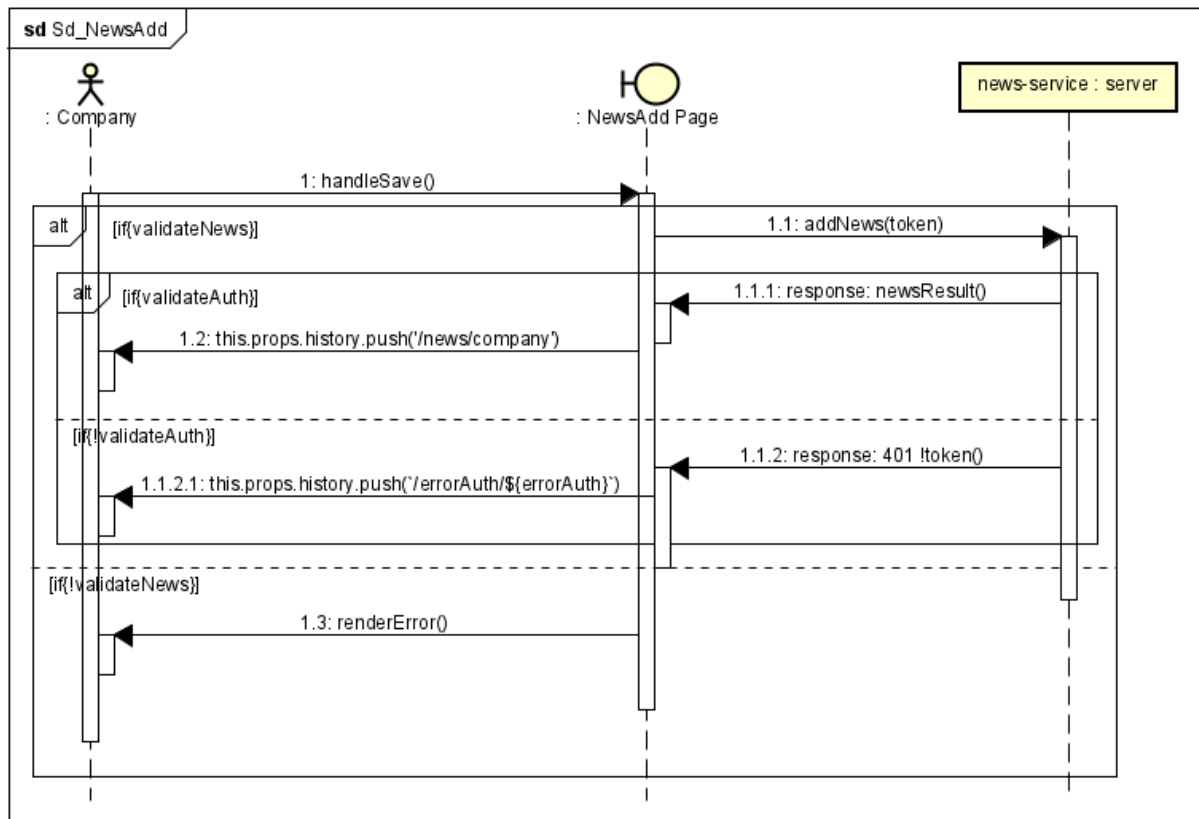 sd Sd_NewsAdd
: Company
: NewsAdd Page
news-service : server
1: handleSave()
alt
[if{validateNews}]
1.1: addNews(token)
alt
[if{validateAuth}]
1.1.1: response: newsResult()
1.2: this.props.history.push('/news/company')
[if{!validateAuth}]
1.1.2: response: 401 !token()
1.1.2.1: this.props.history.push(`/errorAuth/${errorAuth}`)
[if{!validateNews}]
1.3: renderError()